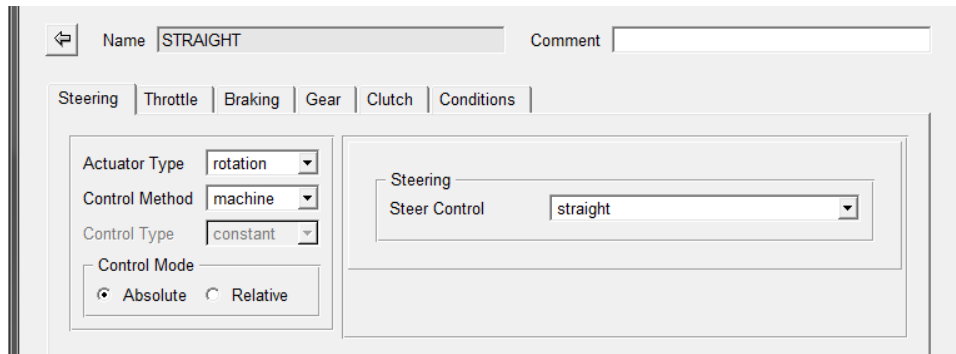 Name STRAIGHT Comment
Steering Throttle Braking Gear Clutch Conditions
Actuator Type rotation
Control Method machine
Control Type constant
Control Mode
Absolute Relative
Steering
Steer Control straight